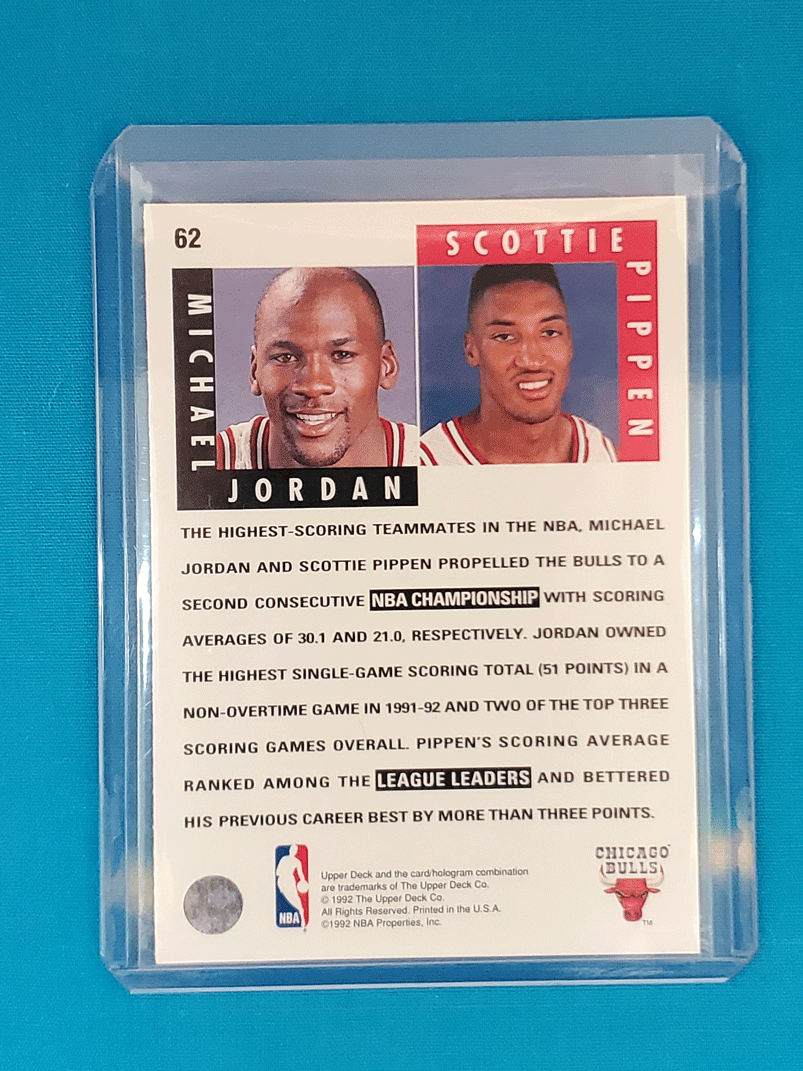 62
SCOTTIE
PIPPEN
MICHAEL
JORDAN
THE HIGHEST-SCORING TEAMMATES IN THE NBA, MICHAEL
JORDAN AND SCOTTIE PIPPEN PROPELLED THE BULLS TO A
SECOND CONSECUTIVE NBA CHAMPIONSHIP WITH SCORING
AVERAGES OF 30.1 AND 21.0, RESPECTIVELY. JORDAN OWNED
THE HIGHEST SINGLE-GAME SCORING TOTAL (51 POINTS) IN A
NON-OVERTIME GAME IN 1991-92 AND TWO OF THE TOP THREE
SCORING GAMES OVERALL. PIPPEN'S SCORING AVERAGE
RANKED AMONG THE LEAGUE LEADERS AND BETTERED
HIS PREVIOUS CAREER BEST BY MORE THAN THREE POINTS.
NBA
Upper Deck and the card/hologram combination
are trademarks of The Upper Deck Co.
© 1992 The Upper Deck Co.
All Rights Reserved. Printed in the U.S.A.
©1992 NBA Properties, Inc.
CHICAGO
BULLS
TM